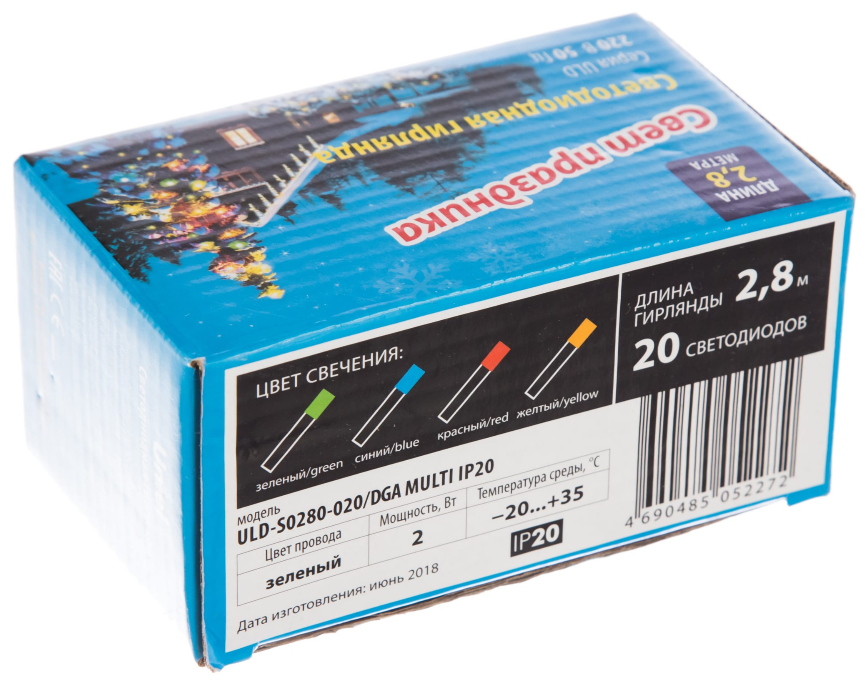 Серия ULD
220 В 50 Гц
Светодиодная гирлянда
Свет праздника
ДЛИНА
2,8
МЕТРА
ЦВЕТ СВЕЧЕНИЯ:
зеленый/green
синий/blue
красный/red
желтый/yellow
ДЛИНА
ГИРЛЯНДЫ 2,8 м
20 СВЕТОДИОДОВ
модель
ULD-S0280-020/DGA MULTI IP20
Цвет провода
Мощность, Вт
Температура среды, °С
зеленый
2
−20...+35
IP20
Дата изготовления: июнь 2018
4 690485 052272